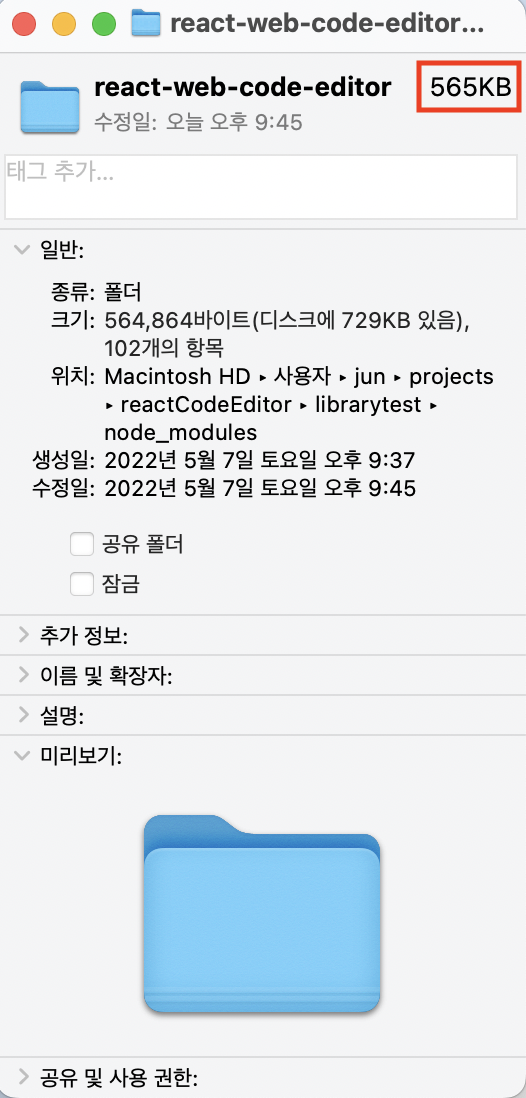 react-web-code-editor...
react-web-code-editor 565KB
수정일: 오늘 오후 9:45
태그 추가...
일반:
종류: 폴더
크기: 564,864바이트(디스크에 729KB 있음),
102개의 항목
위치: Macintosh HD ▸ 사용자 ▸ jun ▸ projects
▸ reactCodeEditor ▸ librarytest ▸
node_modules
생성일: 2022년 5월 7일 토요일 오후 9:37
수정일: 2022년 5월 7일 토요일 오후 9:45
공유 폴더
잠금
추가 정보:
이름 및 확장자:
설명:
미리보기:
공유 및 사용 권한: